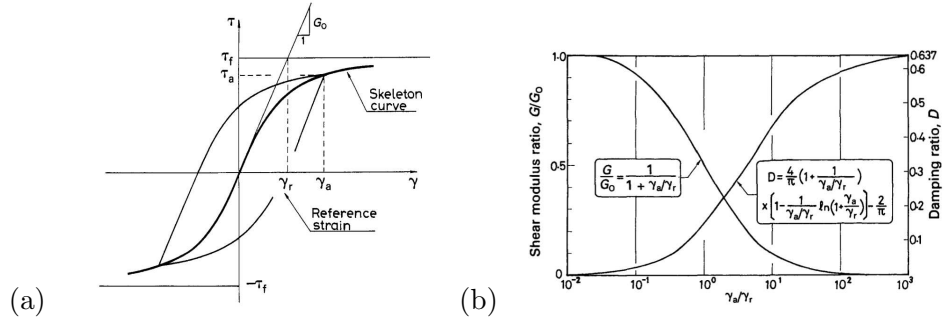 τ
G₀
1
τf
τa
Skeleton
curve
γr
γa
γ
Reference
strain
−τf
(a)
Shear modulus ratio, G/G₀
1·0
0·5
0
G/G₀ = 1/(1 + γa/γr)
D = 4/π (1 + 1/(γa/γr))
× [1 − 1/(γa/γr) ln(1 + γa/γr)] − 2/π
0·637
0·6
0·5
0·4
0·3
0·2
0·1
Damping ratio, D
10⁻² 10⁻¹ 10⁰ 10¹ 10² 10³
γa/γr
(b)